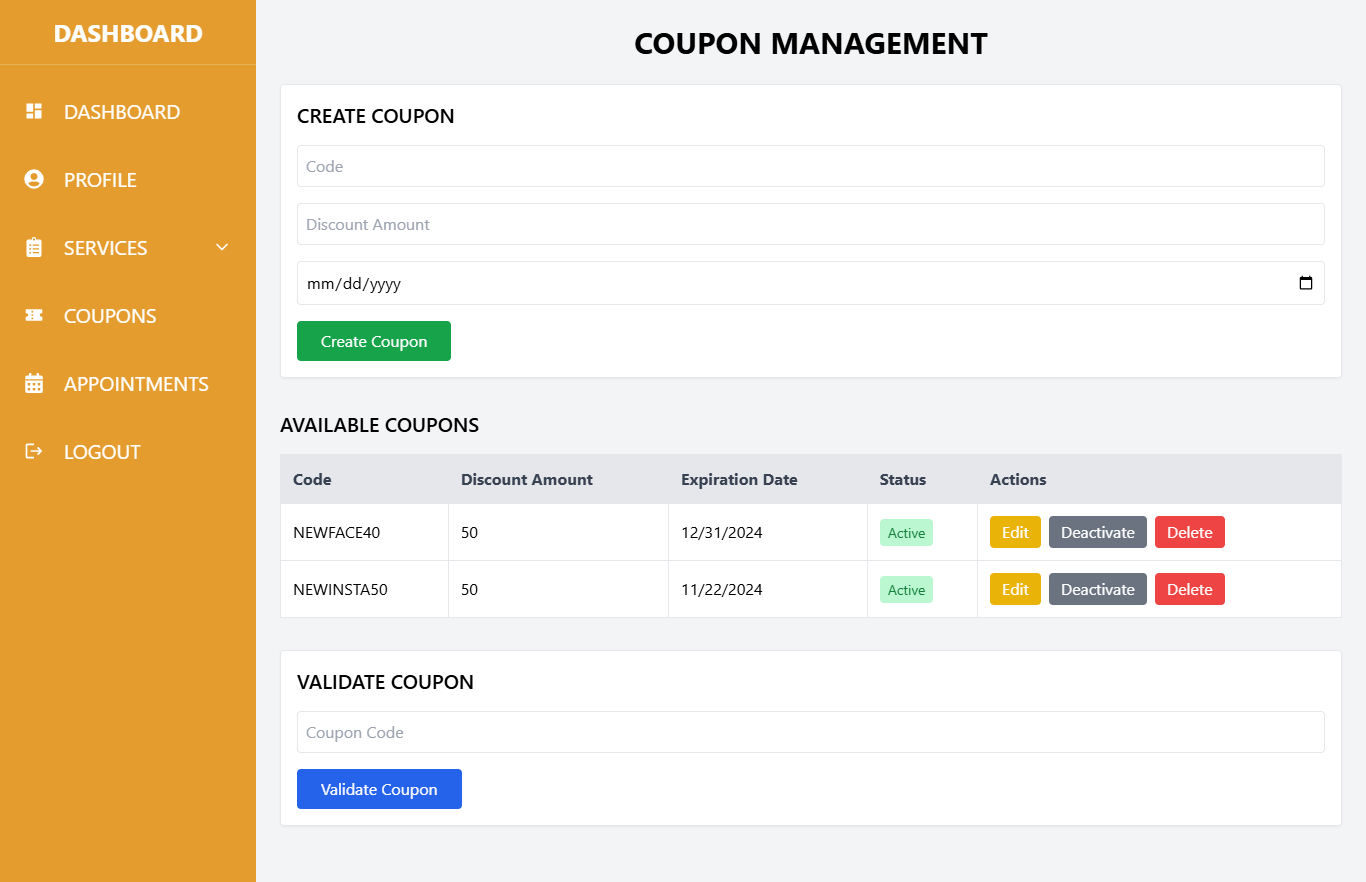 DASHBOARD
DASHBOARD
PROFILE
SERVICES
COUPONS
APPOINTMENTS
LOGOUT
COUPON MANAGEMENT
CREATE COUPON
Code
Discount Amount
mm/dd/yyyy
Create Coupon
AVAILABLE COUPONS
Code Discount Amount Expiration Date Status Actions
NEWFACE40 50 12/31/2024 Active Edit Deactivate Delete
NEWINSTA50 50 11/22/2024 Active Edit Deactivate Delete
VALIDATE COUPON
Coupon Code
Validate Coupon